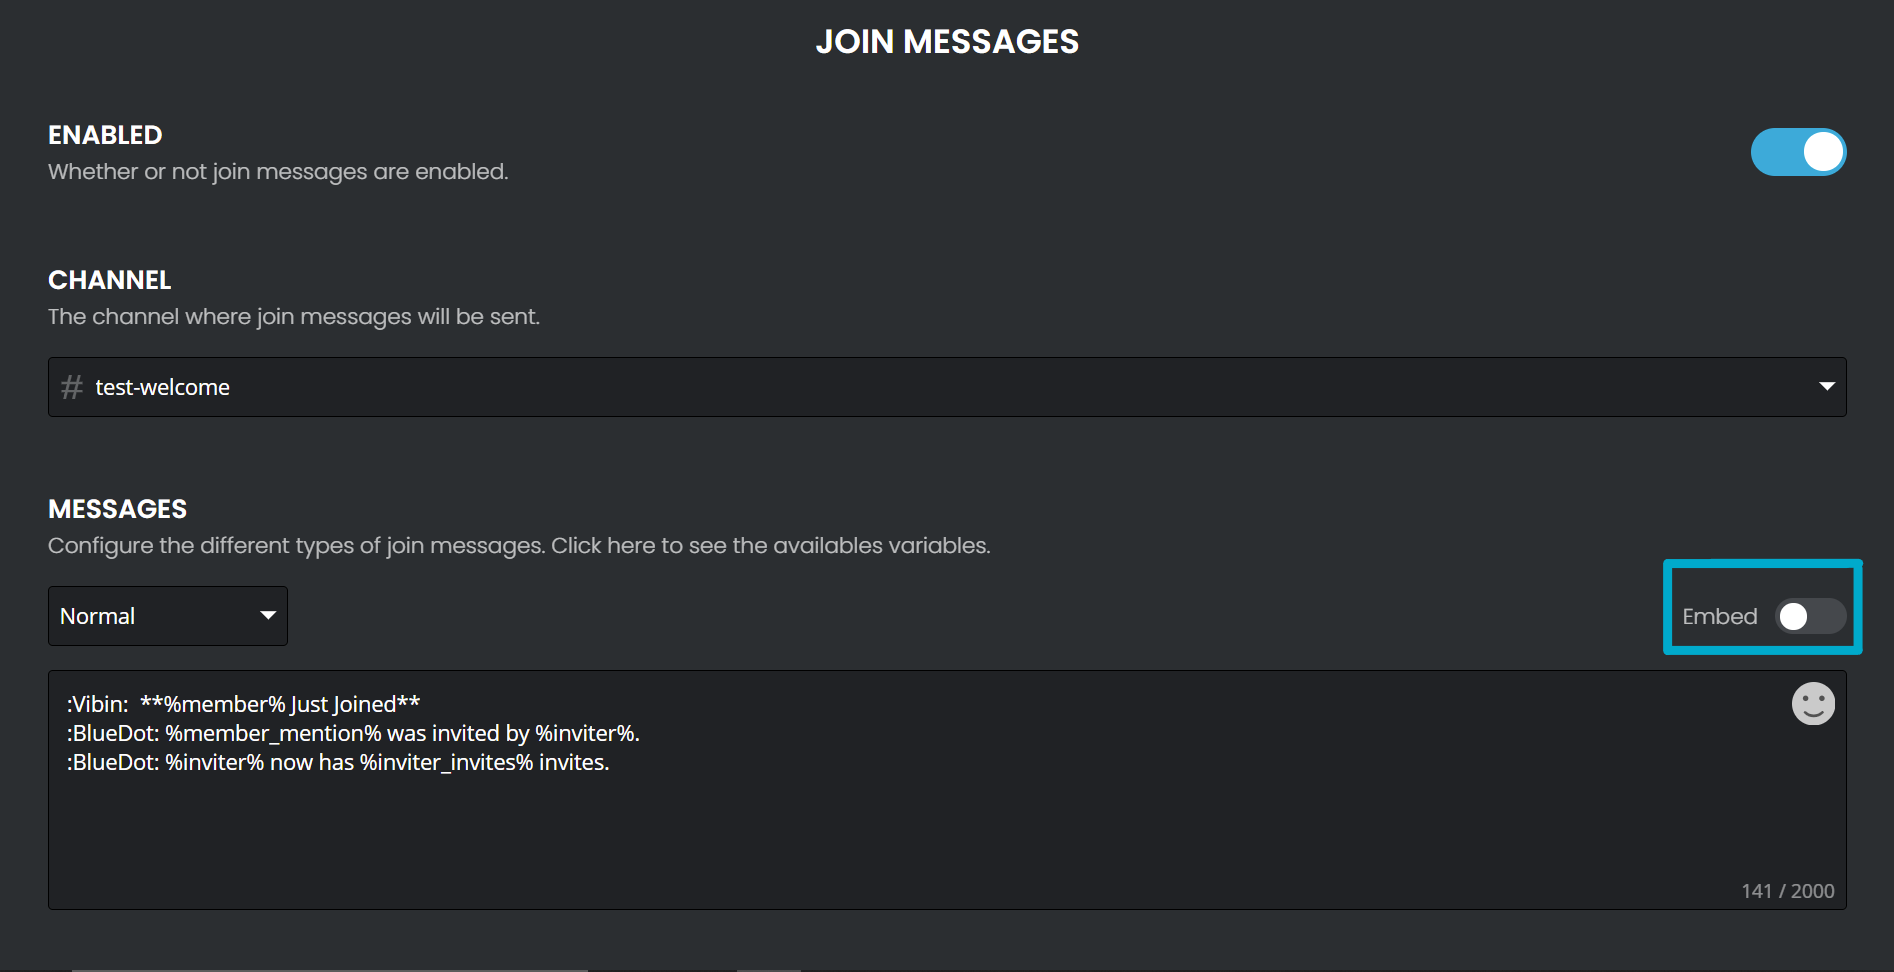 JOIN MESSAGES
ENABLED
Whether or not join messages are enabled.
CHANNEL
The channel where join messages will be sent.
# test-welcome
MESSAGES
Configure the different types of join messages. Click here to see the availables variables.
Normal
Embed
:Vibin:  **%member% Just Joined**
:BlueDot: %member_mention% was invited by %inviter%.
:BlueDot: %inviter% now has %inviter_invites% invites.
141 / 2000